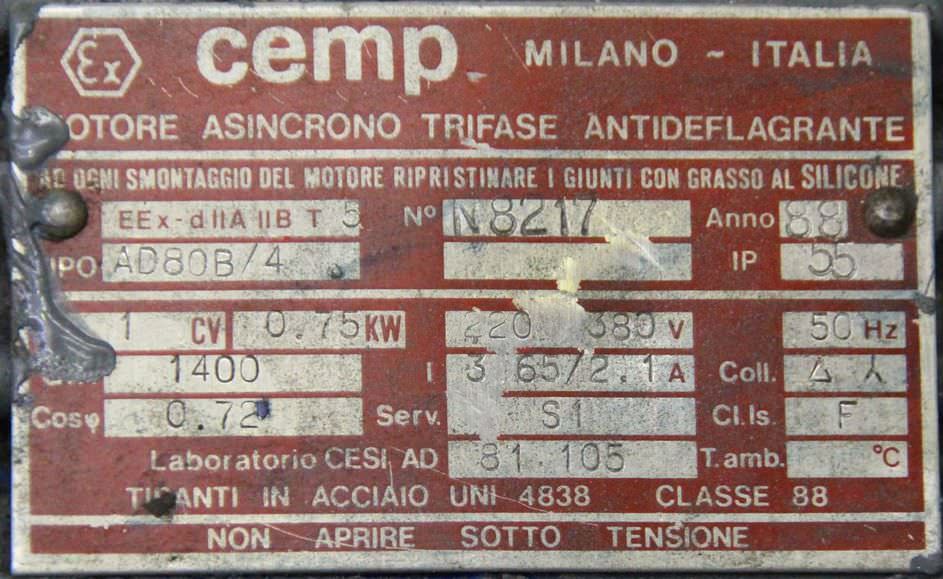 Ex cemp MILANO ~ ITALIA
OTORE ASINCRONO TRIFASE ANTIDEFLAGRANTE
AD OGNI SMONTAGGIO DEL MOTORE RIPRISTINARE I GIUNTI CON GRASSO AL SILICONE
EEx-dIIA IIB T 5 N° N8217 Anno 88
IPO AD80B/4 IP 55
1 CV 0.75 KW 220 380 V 50 Hz
1400 I 3.65/2.1 A Coll. Δ Y
Cosφ 0.72 Serv. S1 Cl.Is. F
Laboratorio CESI AD 81.105 T.amb. °C
TIRANTI IN ACCIAIO UNI 4838 CLASSE 88
NON APRIRE SOTTO TENSIONE